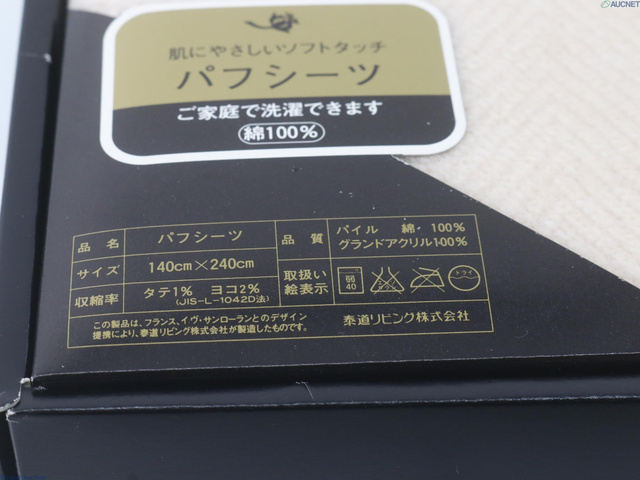 AUCNET
肌にやさしいソフトタッチ
パフシーツ
ご家庭で洗濯できます
綿100%
品名 パフシーツ 品質 パイル 綿・100%
グランドアクリル100%
サイズ 140cm×240cm 取扱い絵表示 弱 40 ドライ
収縮率 タテ1% ヨコ2%
(JIS-L-1042D法)
この製品は、フランス、イヴ・サンローランとのデザイン
提携により、泰道リビング株式会社が製造したものです。
泰道リビング株式会社